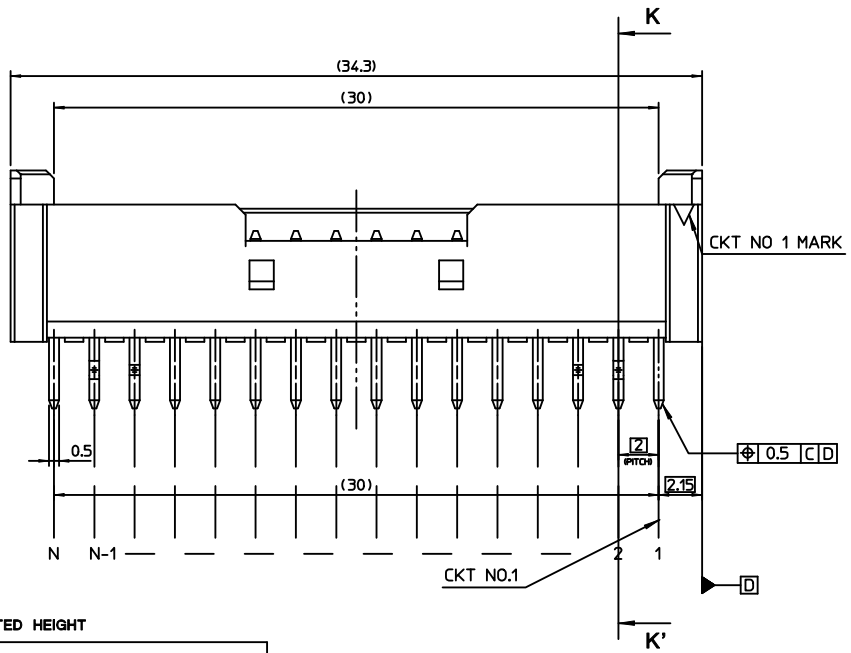 K
(34.3)
(30)
CKT NO 1 MARK
0.5
2
(PITCH)
⌖ 0.5 C D
(30)
2.15
N N-1 2 1
CKT NO.1
D
TED HEIGHT
K'